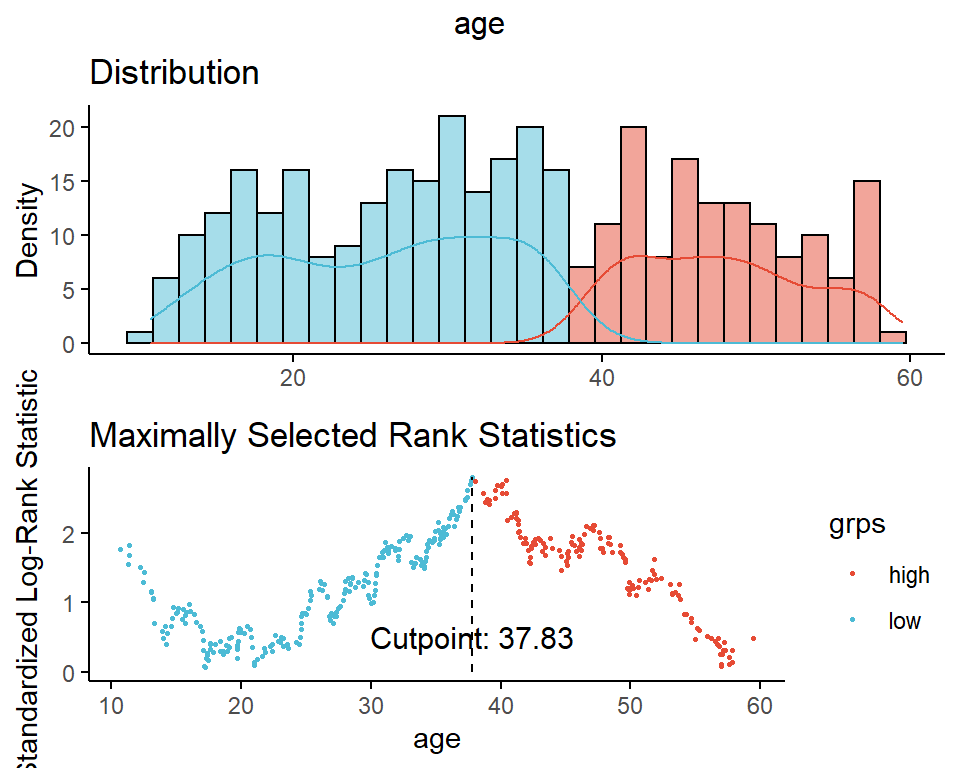 age
Distribution
Density
20
15
10
5
0
20
40
60
Maximally Selected Rank Statistics
Standardized Log-Rank Statistic
2
1
0
Cutpoint: 37.83
10
20
30
40
50
60
age
grps
high
low